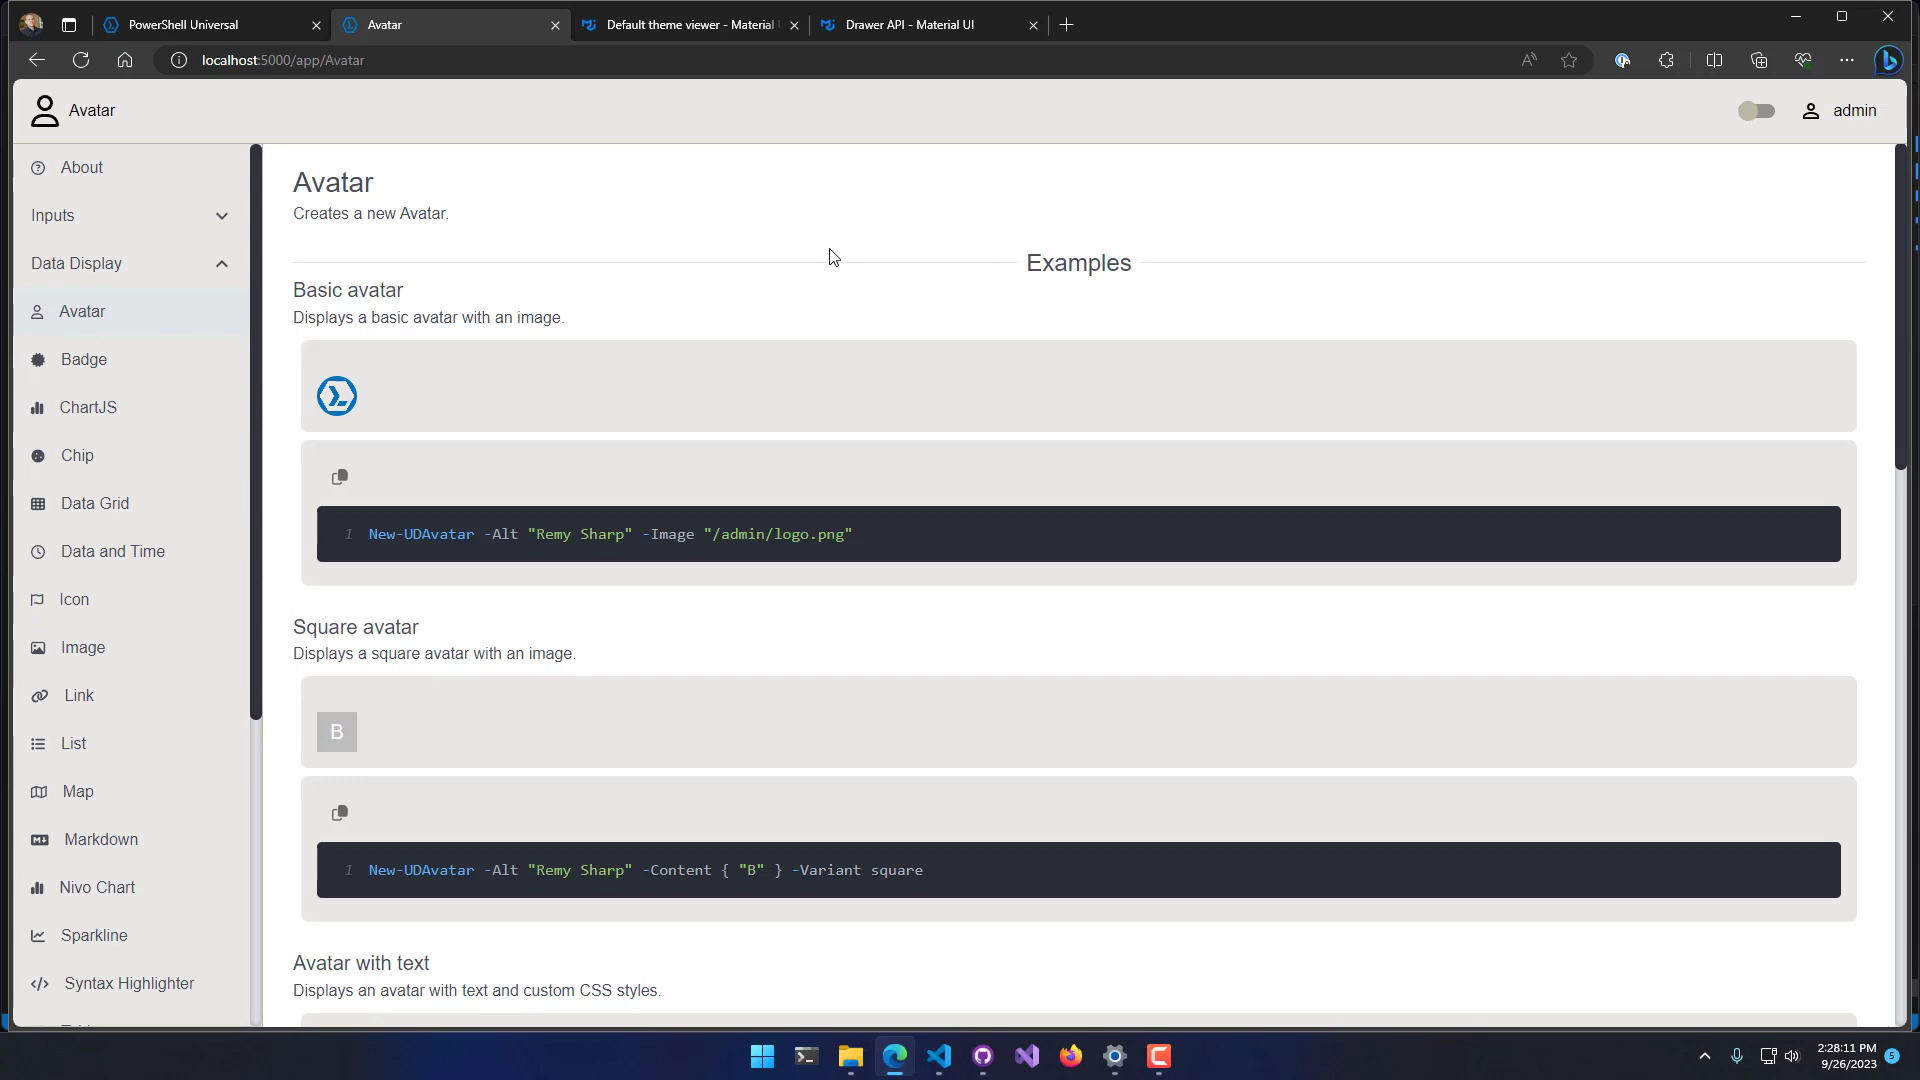 PowerShell Universal
Avatar
Default theme viewer - Material
Drawer API - Material UI
localhost:5000/app/Avatar
Avatar
admin
About
Inputs
Data Display
Avatar
Badge
ChartJS
Chip
Data Grid
Data and Time
Icon
Image
Link
List
Map
Markdown
Nivo Chart
Sparkline
Syntax Highlighter
Avatar
Creates a new Avatar.
Examples
Basic avatar
Displays a basic avatar with an image.
1 New-UDAvatar -Alt "Remy Sharp" -Image "/admin/logo.png"
Square avatar
Displays a square avatar with an image.
B
1 New-UDAvatar -Alt "Remy Sharp" -Content { "B" } -Variant square
Avatar with text
Displays an avatar with text and custom CSS styles.
2:28:11 PM
9/26/2023
5